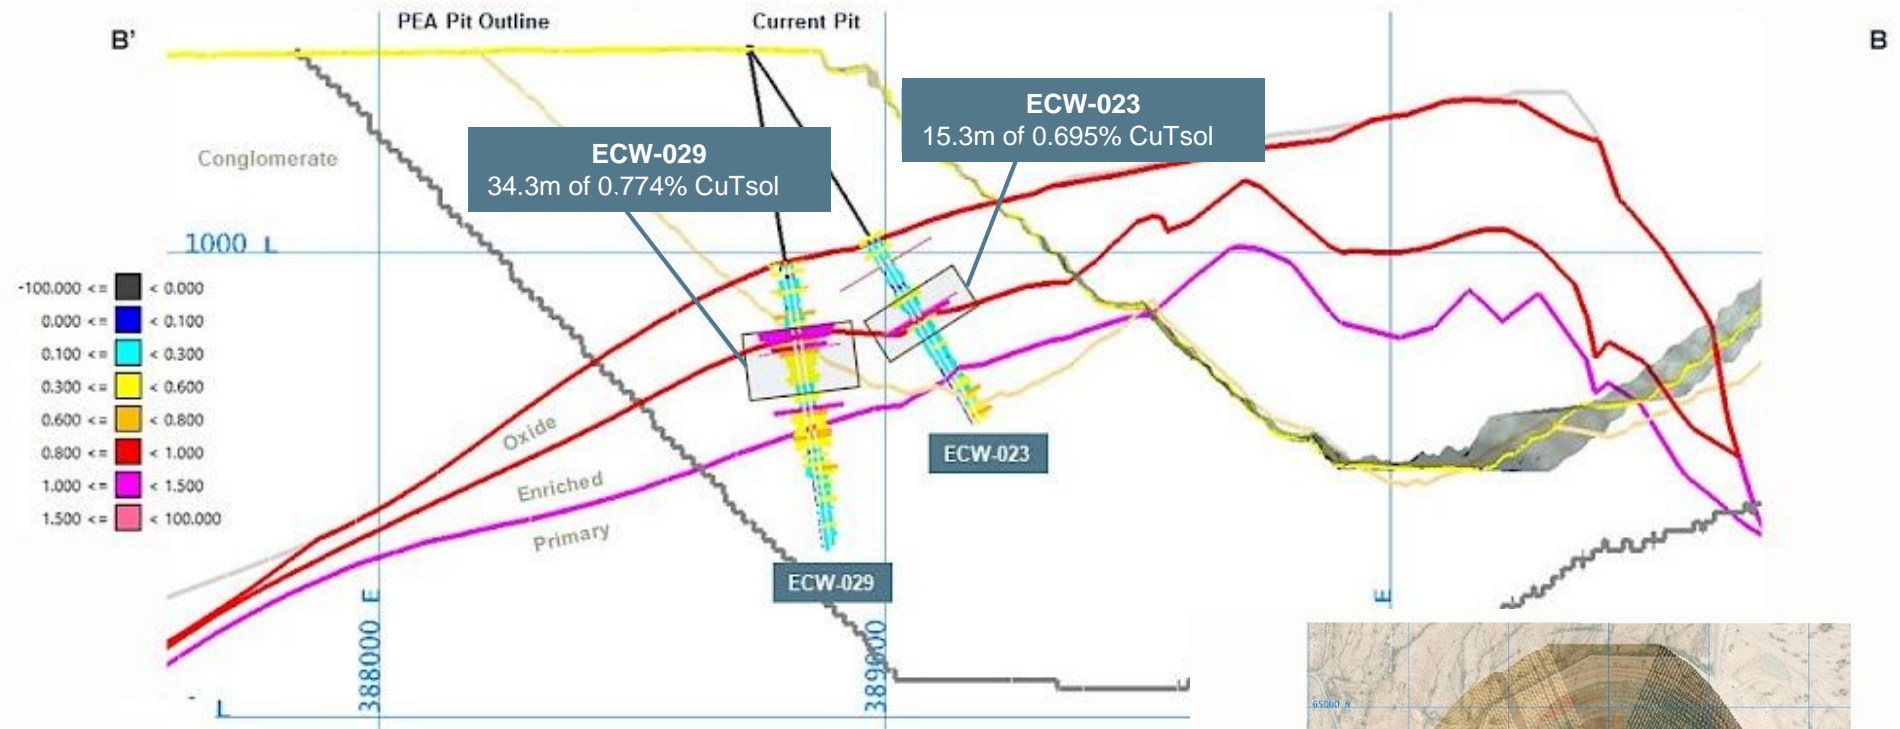 PEA Pit Outline
Current Pit
B'
B
ECW-023
15.3m of 0.695% CuTsol
ECW-029
34.3m of 0.774% CuTsol
Conglomerate
1000 L
-100.000 <= < 0.000
0.000 <= < 0.100
0.100 <= < 0.300
0.300 <= < 0.600
0.600 <= < 0.800
0.800 <= < 1.000
1.000 <= < 1.500
1.500 <= < 100.000
Oxide
Enriched
Primary
ECW-023
ECW-029
388000 E
389000
E
- L
65000 N